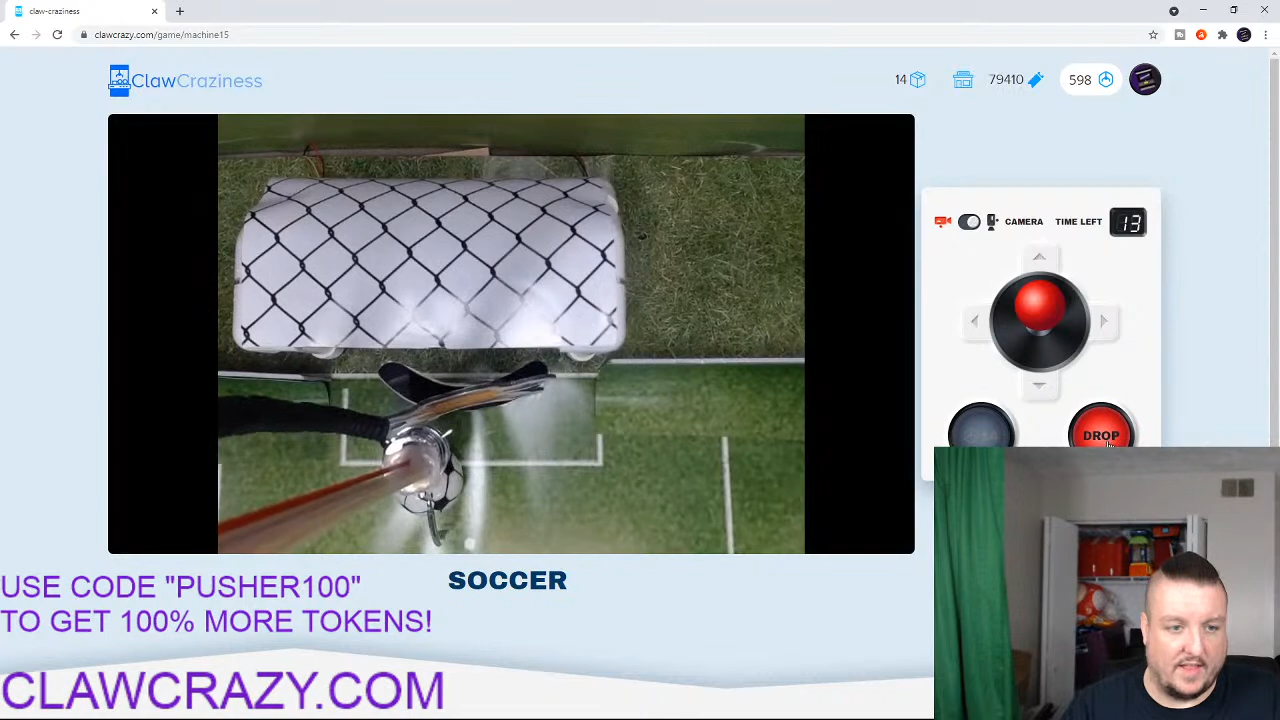 claw-craziness
clawcrazy.com/game/machine15
ClawCraziness
14
79410
598
CAMERA
TIME LEFT
13
DROP
SOCCER
USE CODE "PUSHER100"
TO GET 100% MORE TOKENS!
CLAWCRAZY.COM